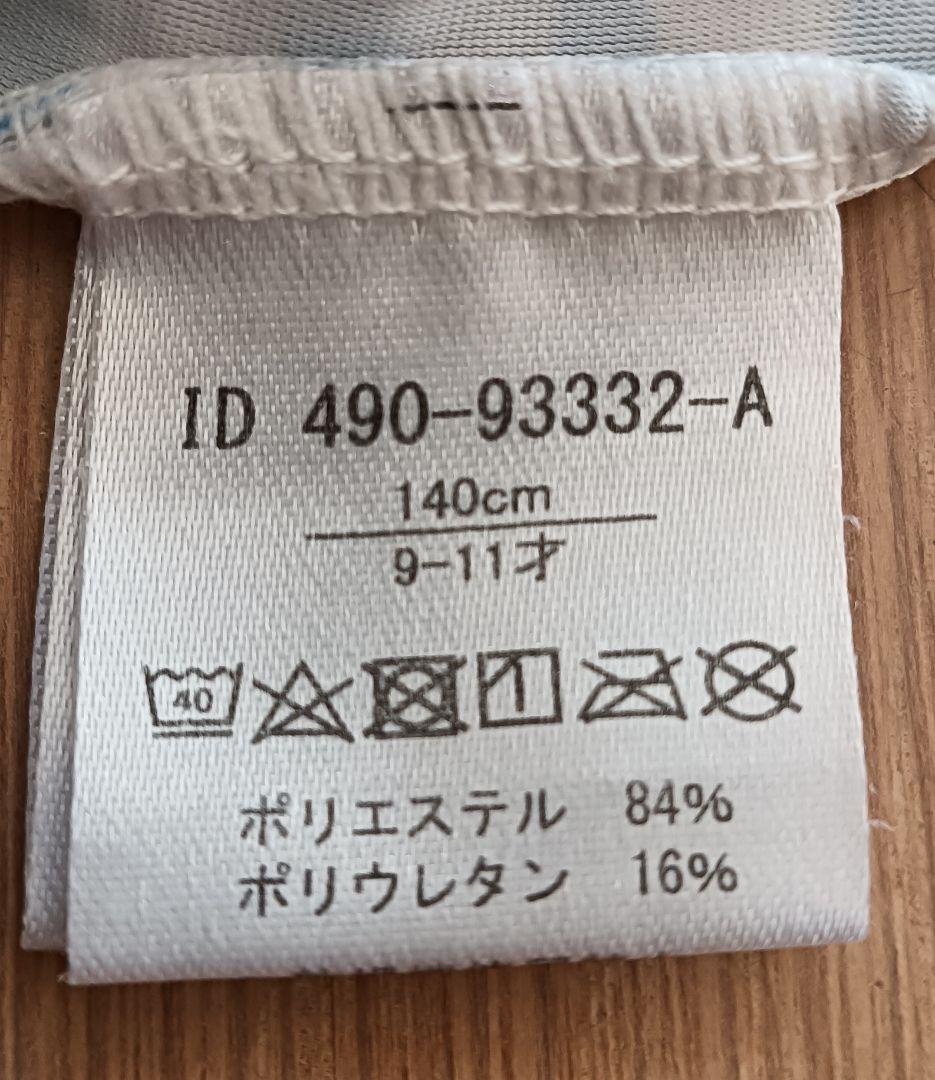 ID 490-93332-A
140cm
9-11才
40
ポリエステル 84%
ポリウレタン 16%